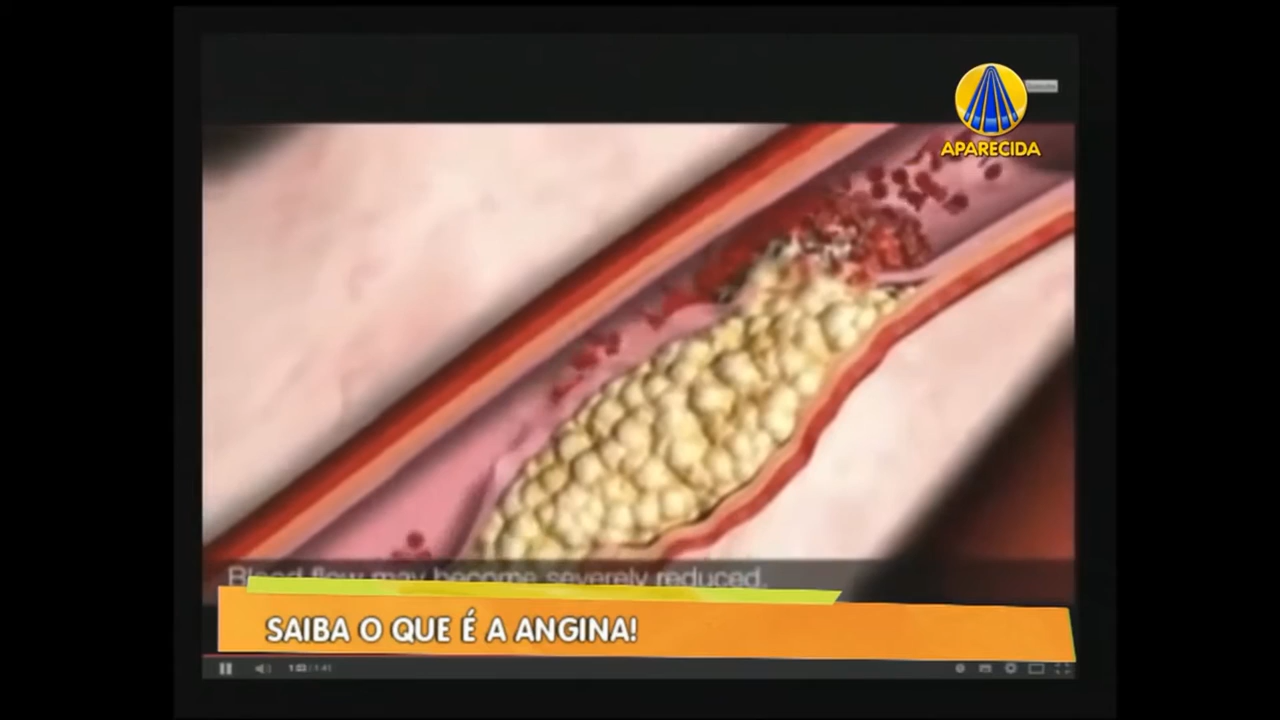 APARECIDA
Blood flow may become severely reduced.
SAIBA O QUE É A ANGINA!